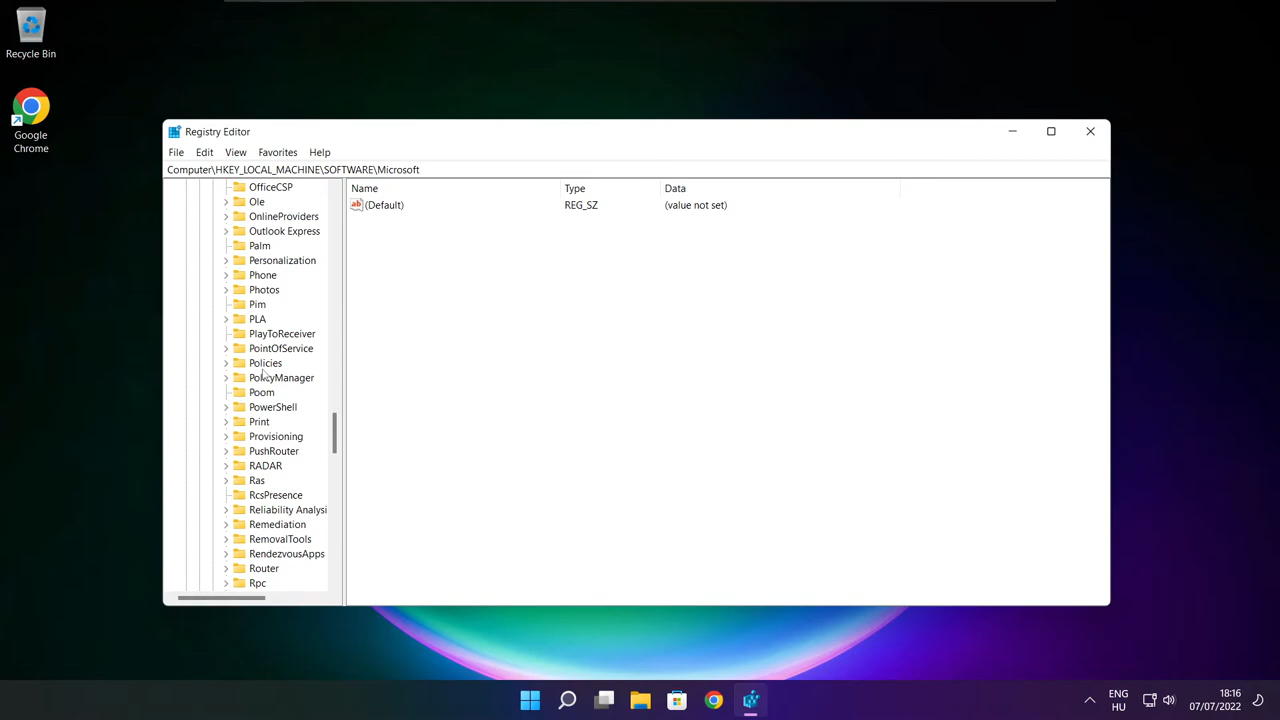 Recycle Bin
Google
Chrome
Registry Editor
File Edit View Favorites Help
Computer\HKEY_LOCAL_MACHINE\SOFTWARE\Microsoft
Name Type Data
(Default) REG_SZ (value not set)
OfficeCSP
Ole
OnlineProviders
Outlook Express
Palm
Personalization
Phone
Photos
Pim
PLA
PlayToReceiver
PointOfService
Policies
PolicyManager
Poom
PowerShell
Print
Provisioning
PushRouter
RADAR
Ras
RcsPresence
Reliability Analysi
Remediation
RemovalTools
RendezvousApps
Router
Rpc
ENG
HU
18:16
07/07/2022